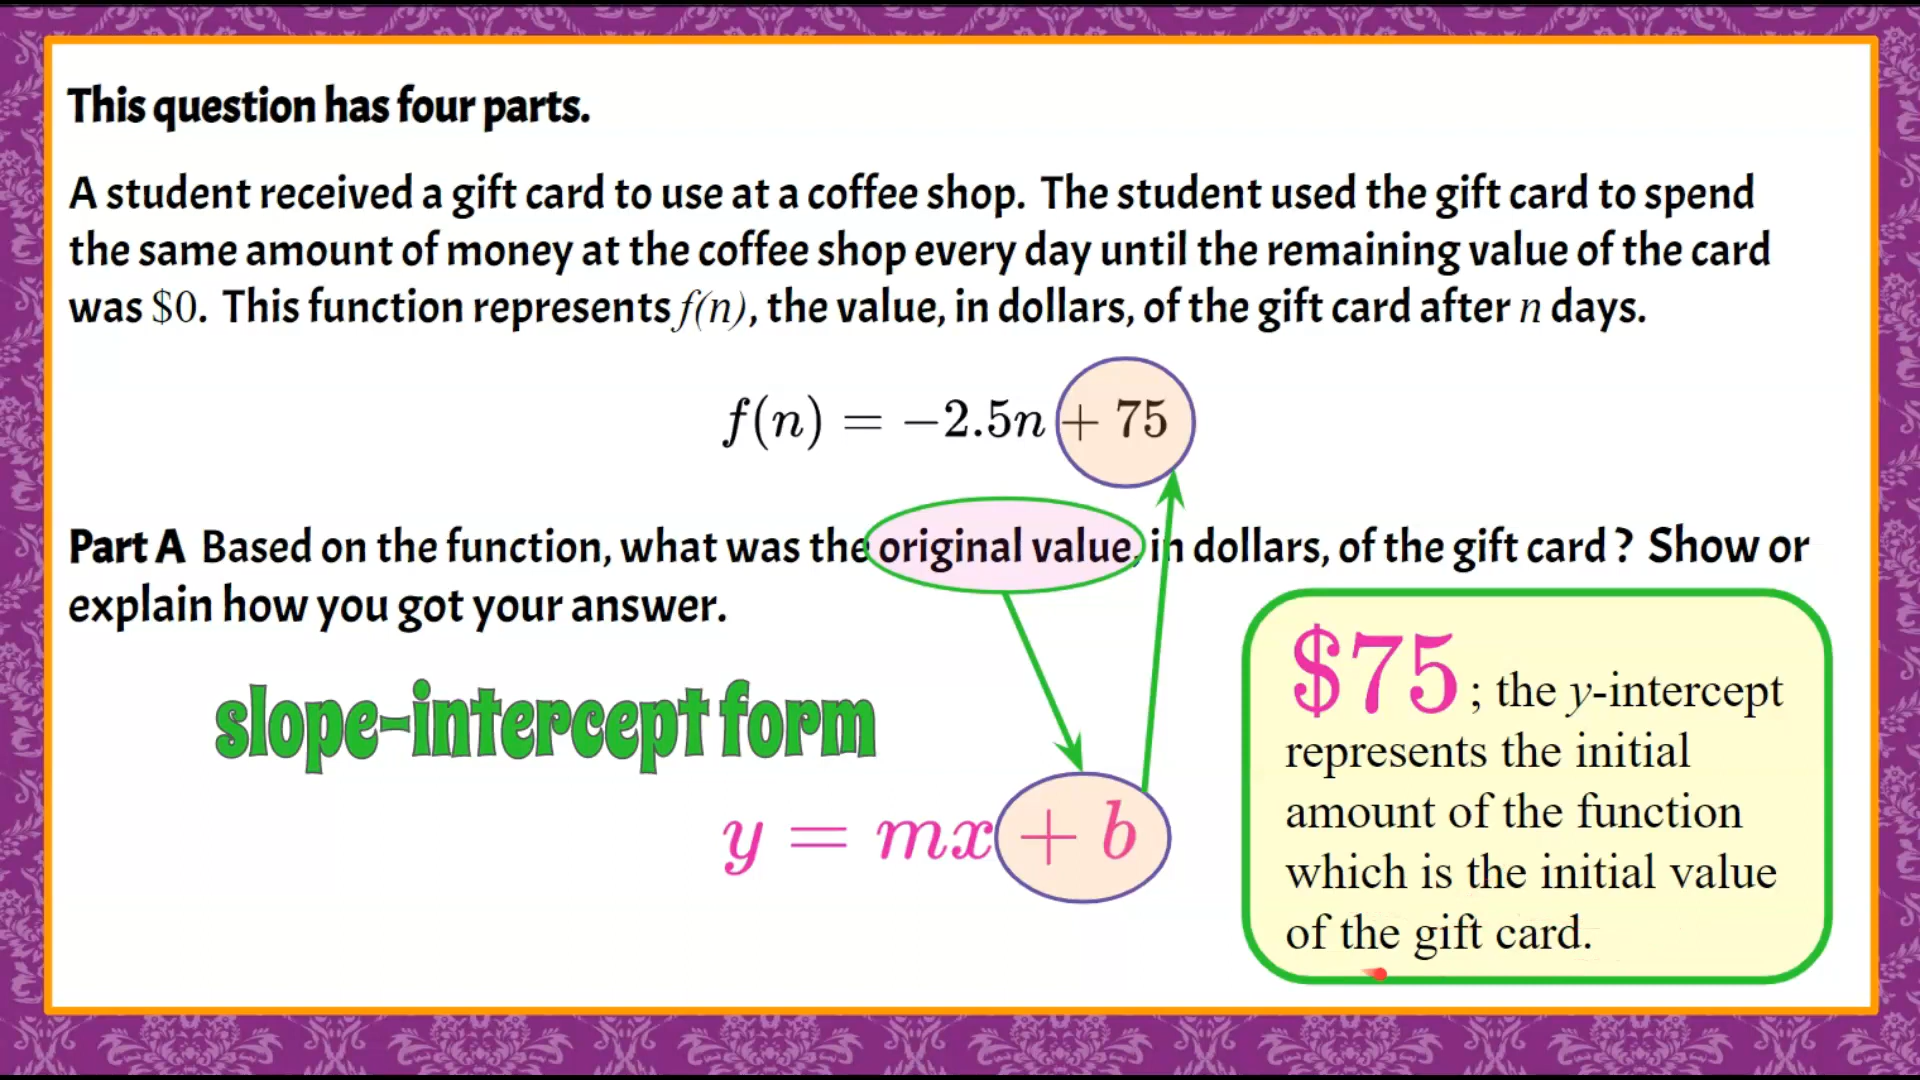 This question has four parts.
A student received a gift card to use at a coffee shop. The student used the gift card to spend
the same amount of money at the coffee shop every day until the remaining value of the card
was $0. This function represents f(n), the value, in dollars, of the gift card after n days.
f(n) = −2.5n + 75
Part A Based on the function, what was the original value, in dollars, of the gift card ? Show or
explain how you got your answer.
slope-intercept form
y = mx + b
$75 ; the y-intercept
represents the initial
amount of the function
which is the initial value
of the gift card.